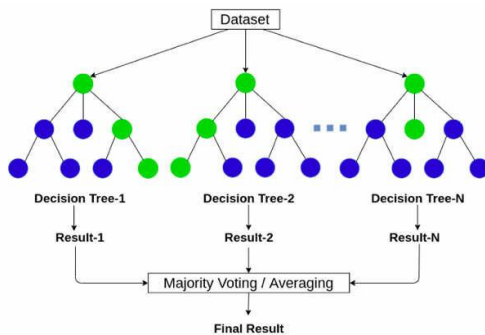 Dataset
Decision Tree-1
Decision Tree-2
Decision Tree-N
Result-1
Result-2
Result-N
Majority Voting / Averaging
Final Result